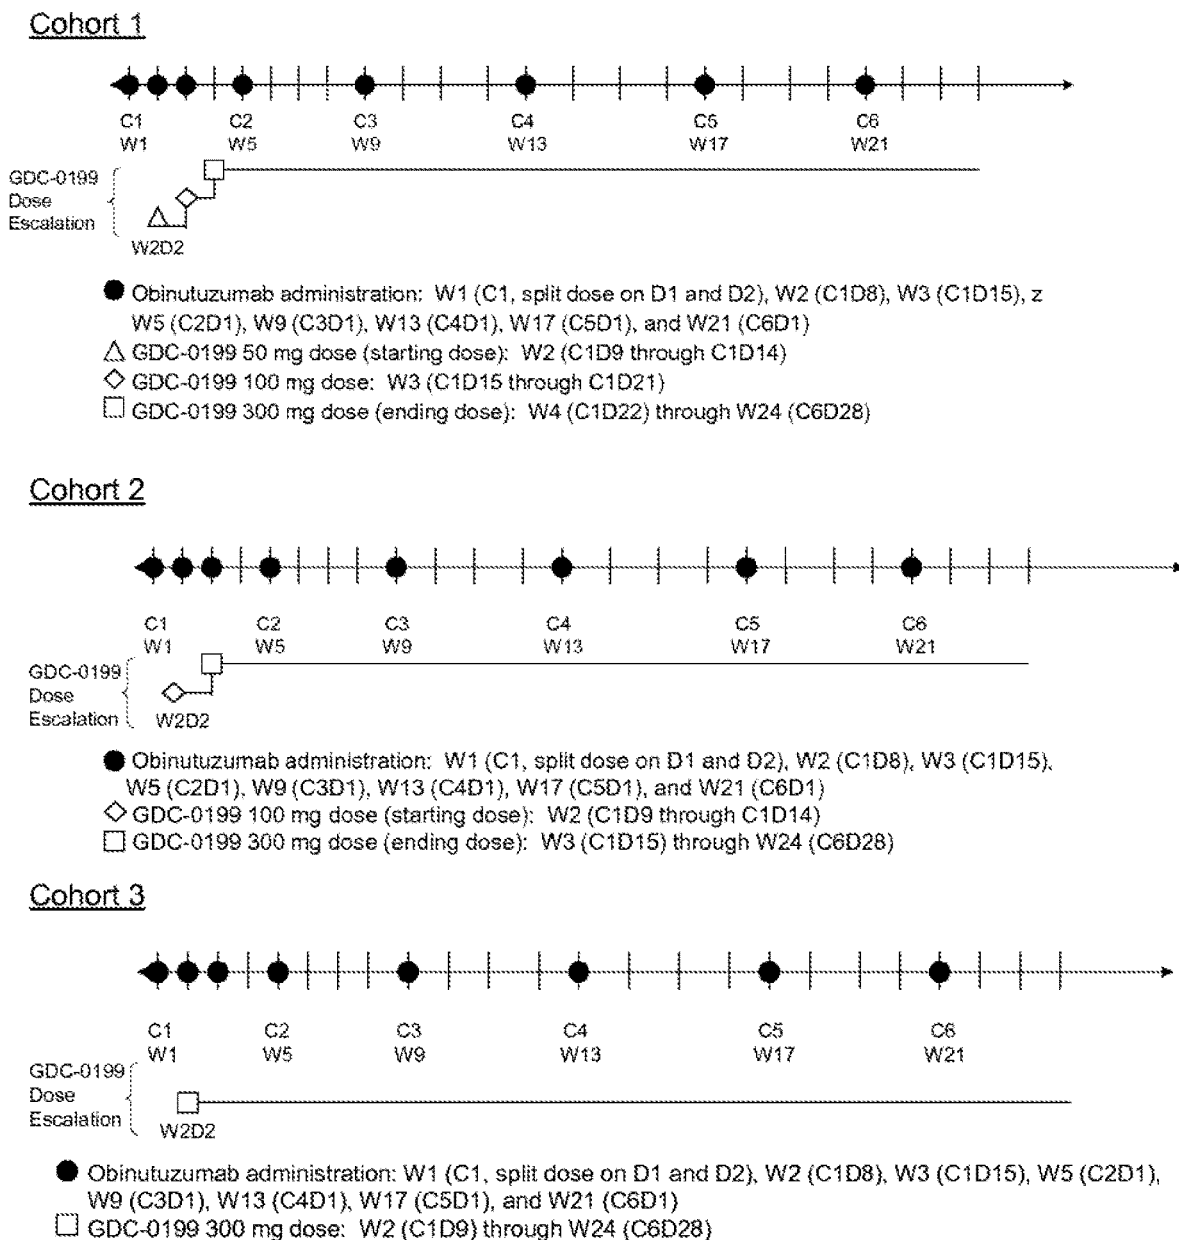 Cohort 1
C1 C2 C3 C4 C5 C6
W1 W5 W9 W13 W17 W21
GDC-0199
Dose
Escalation
W2D2
Obinutuzumab administration: W1 (C1, split dose on D1 and D2), W2 (C1D8), W3 (C1D15), z
W5 (C2D1), W9 (C3D1), W13 (C4D1), W17 (C5D1), and W21 (C6D1)
GDC-0199 50 mg dose (starting dose): W2 (C1D9 through C1D14)
GDC-0199 100 mg dose: W3 (C1D15 through C1D21)
GDC-0199 300 mg dose (ending dose): W4 (C1D22) through W24 (C6D28)
Cohort 2
C1 C2 C3 C4 C5 C6
W1 W5 W9 W13 W17 W21
GDC-0199
Dose
Escalation
W2D2
Obinutuzumab administration: W1 (C1, split dose on D1 and D2), W2 (C1D8), W3 (C1D15),
W5 (C2D1), W9 (C3D1), W13 (C4D1), W17 (C5D1), and W21 (C6D1)
GDC-0199 100 mg dose (starting dose): W2 (C1D9 through C1D14)
GDC-0199 300 mg dose (ending dose): W3 (C1D15) through W24 (C6D28)
Cohort 3
C1 C2 C3 C4 C5 C6
W1 W5 W9 W13 W17 W21
GDC-0199
Dose
Escalation
W2D2
Obinutuzumab administration: W1 (C1, split dose on D1 and D2), W2 (C1D8), W3 (C1D15), W5 (C2D1),
W9 (C3D1), W13 (C4D1), W17 (C5D1), and W21 (C6D1)
GDC-0199 300 mg dose: W2 (C1D9) through W24 (C6D28)